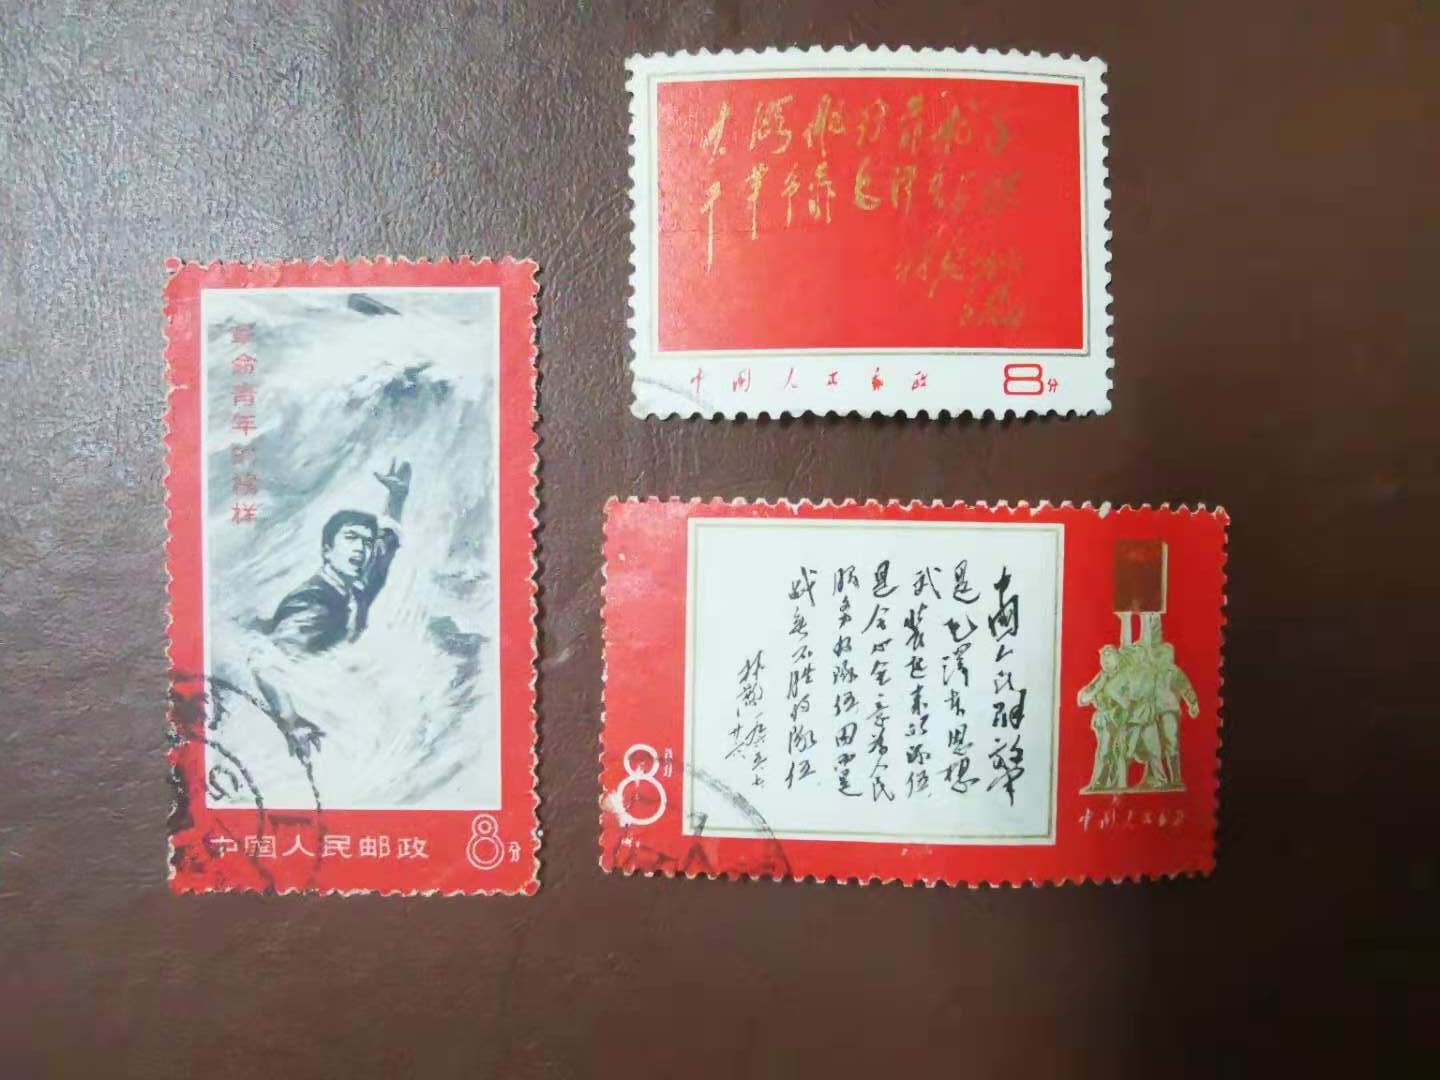 革命青年的榜样
中国人民邮政
8分
大海航行靠舵手
干革命靠毛泽东思想
林彪
中国人民邮政
8分
中国人民解放军
是毛泽东思想
武装起来的队伍
是全心全意为人民
服务的队伍因而是
战无不胜的队伍
林彪
8分
中国人民邮政